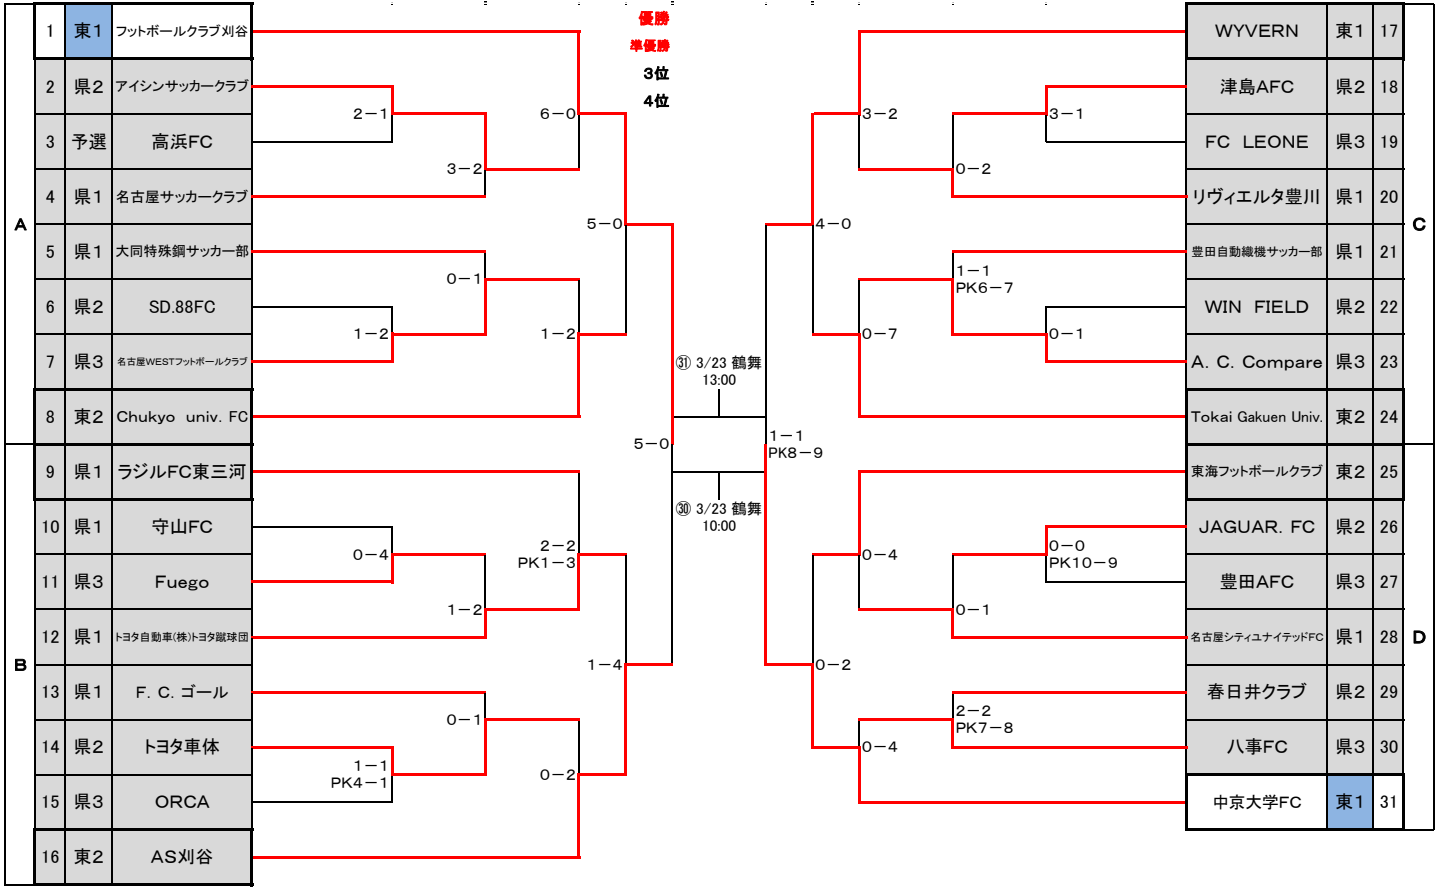 優勝
準優勝
3位
4位
A
1 東1 フットボールクラブ刈谷
2 県2 アイシンサッカークラブ
3 予選 高浜FC
4 県1 名古屋サッカークラブ
5 県1 大同特殊鋼サッカー部
6 県2 SD.88FC
7 県3 名古屋WESTフットボールクラブ
8 東2 Chukyo univ. FC
B
9 県1 ラジルFC東三河
10 県1 守山FC
11 県3 Fuego
12 県1 トヨタ自動車(株)トヨタ蹴球団
13 県1 F. C. ゴール
14 県2 トヨタ車体
15 県3 ORCA
16 東2 AS刈谷
2-1
6-0
3-2
5-0
0-1
1-2
1-2
5-0
0-4
2-2
PK1-3
1-2
1-4
0-1
1-1
PK4-1
0-2
㉛ 3/23 鶴舞
13:00
㉚ 3/23 鶴舞
10:00
1-1
PK8-9
3-2
3-1
0-2
4-0
1-1
PK6-7
0-7
0-1
0-4
0-0
PK10-9
0-1
0-2
2-2
PK7-8
0-4
C
WYVERN 東1 17
津島AFC 県2 18
FC LEONE 県3 19
リヴィエルタ豊川 県1 20
豊田自動織機サッカー部 県1 21
WIN FIELD 県2 22
A. C. Compare 県3 23
Tokai Gakuen Univ. 東2 24
D
東海フットボールクラブ 東2 25
JAGUAR. FC 県2 26
豊田AFC 県3 27
名古屋シティユナイテッドFC 県1 28
春日井クラブ 県2 29
八事FC 県3 30
中京大学FC 東1 31